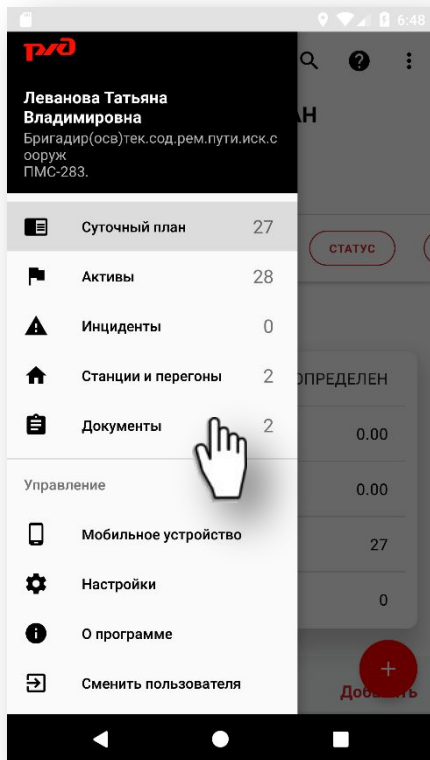 6:48
ржд
Леванова Татьяна
Владимировна
Бригадир(осв)тек.сод.рем.пути.иск.с
ооруж
ПМС-283.
АН
Суточный план 27
СТАТУС
Активы 28
Инциденты 0
Станции и перегоны 2
ОПРЕДЕЛЕН
Документы 2
0.00
Управление
0.00
Мобильное устройство
27
Настройки
0
О программе
Сменить пользователя
+